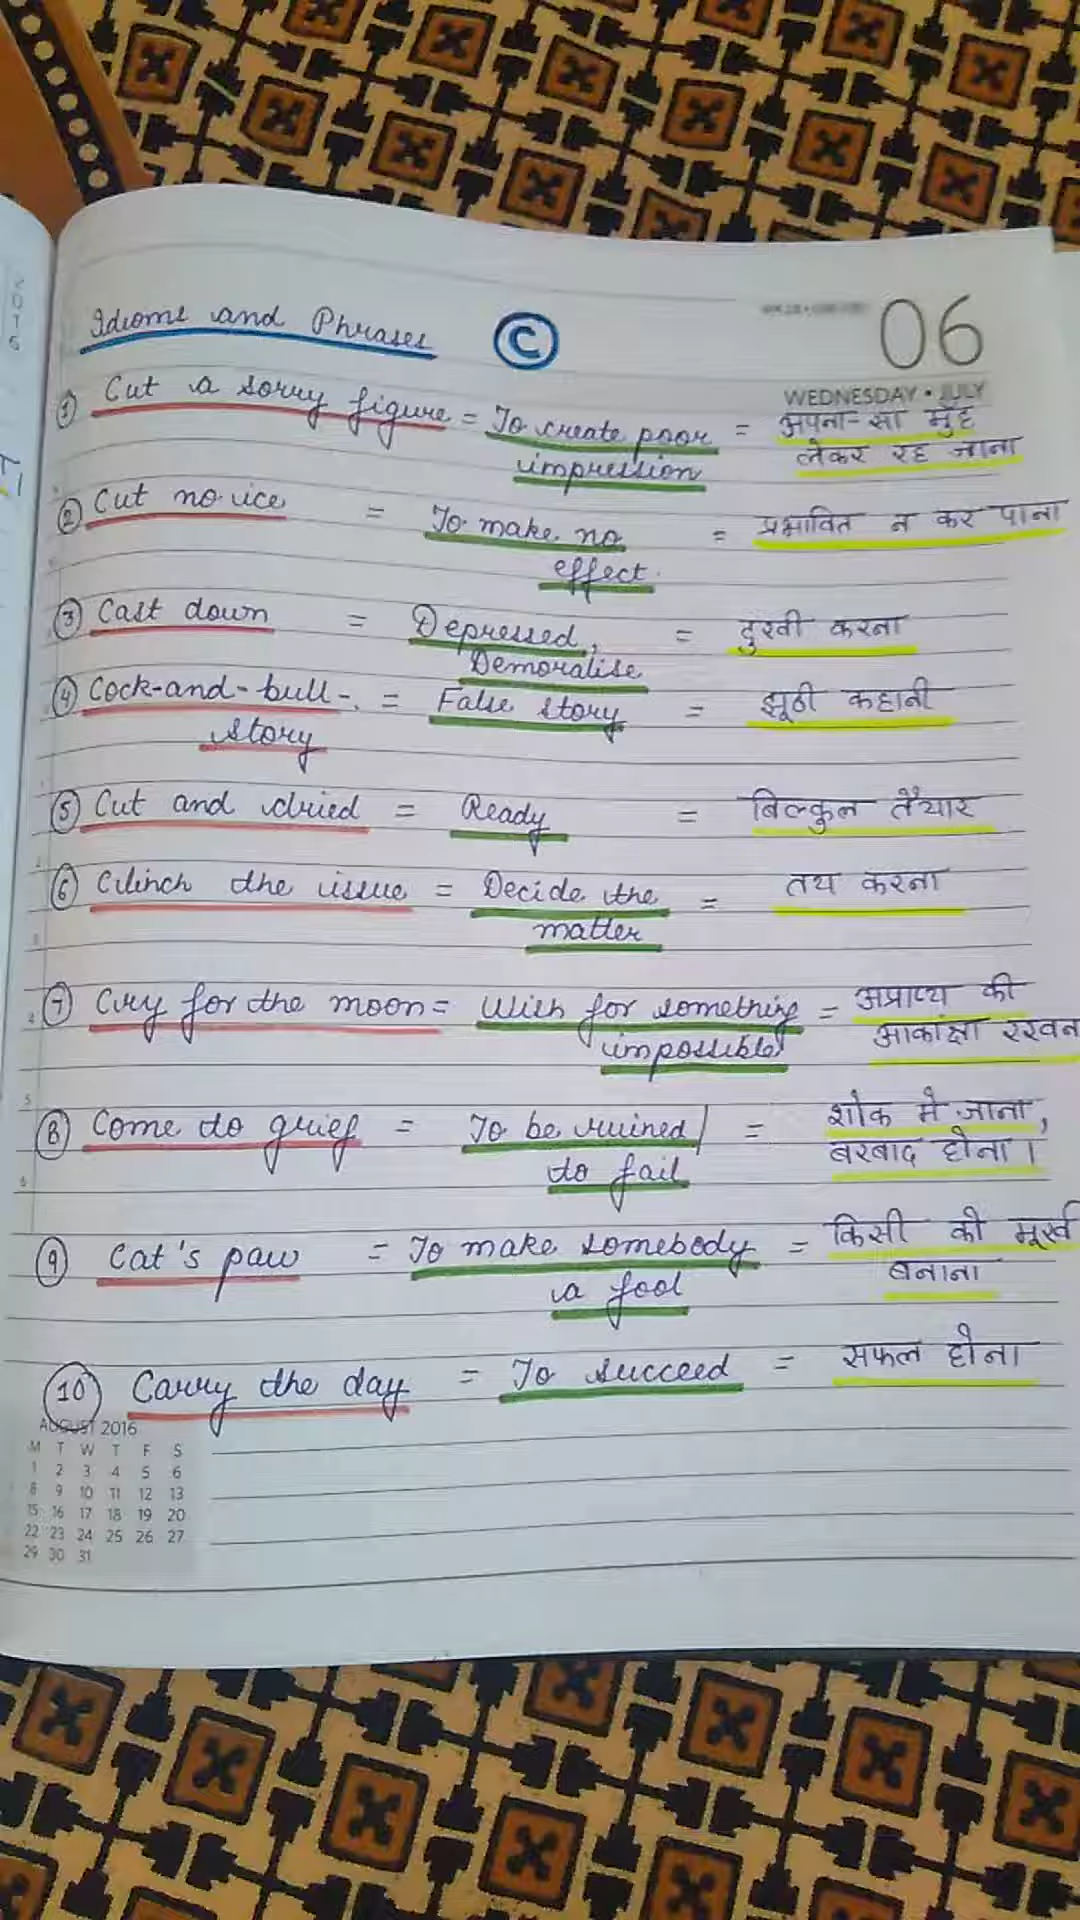 Idioms and Phrases C
06
WEDNESDAY • JULY
① Cut a sorry figure = To create poor = अपना-सा मुँह
impression लेकर रह जाना
② Cut no ice = To make no = प्रभावित न कर पाना
effect.
③ Cast down = Depressed, = दुखी करना
Demoralise
④ Cock-and-bull- = False story = झूठी कहानी
story
⑤ Cut and dried = Ready = बिल्कुल तैयार
⑥ Clinch the issue = Decide the = तय करना
matter
⑦ Cry for the moon = Wish for something = अप्राप्य की
impossible आकांक्षा रखन
⑧ Come to grief = To be ruined/ = शोक मे जाना,
to fail बरबाद होना।
⑨ Cat's paw = To make somebody = किसी को मूर्ख
a fool बनाना
⑩ Carry the day = To succeed = सफल होना
AUGUST 2016
M T W T F S
1 2 3 4 5 6
8 9 10 11 12 13
15 16 17 18 19 20
22 23 24 25 26 27
29 30 31